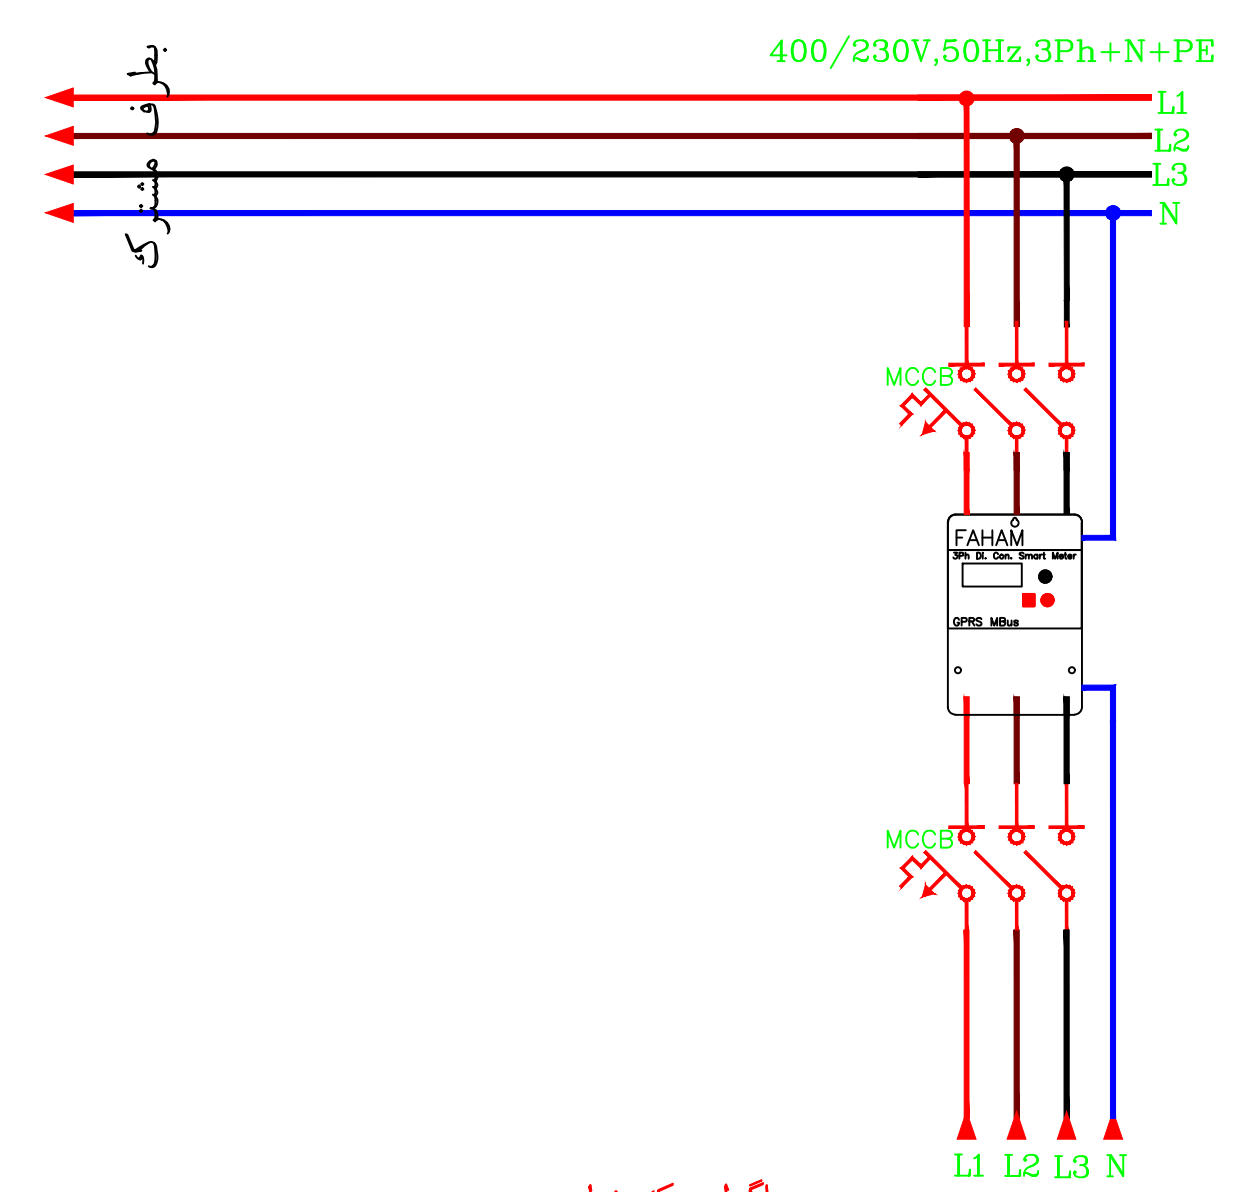 400/230V,50Hz,3Ph+N+PE
L1
L2
L3
N
بطرف مشترک
MCCB
FAHAM
3Ph Di. Con. Smart Meter
GPRS MBus
MCCB
L1 L2 L3 N